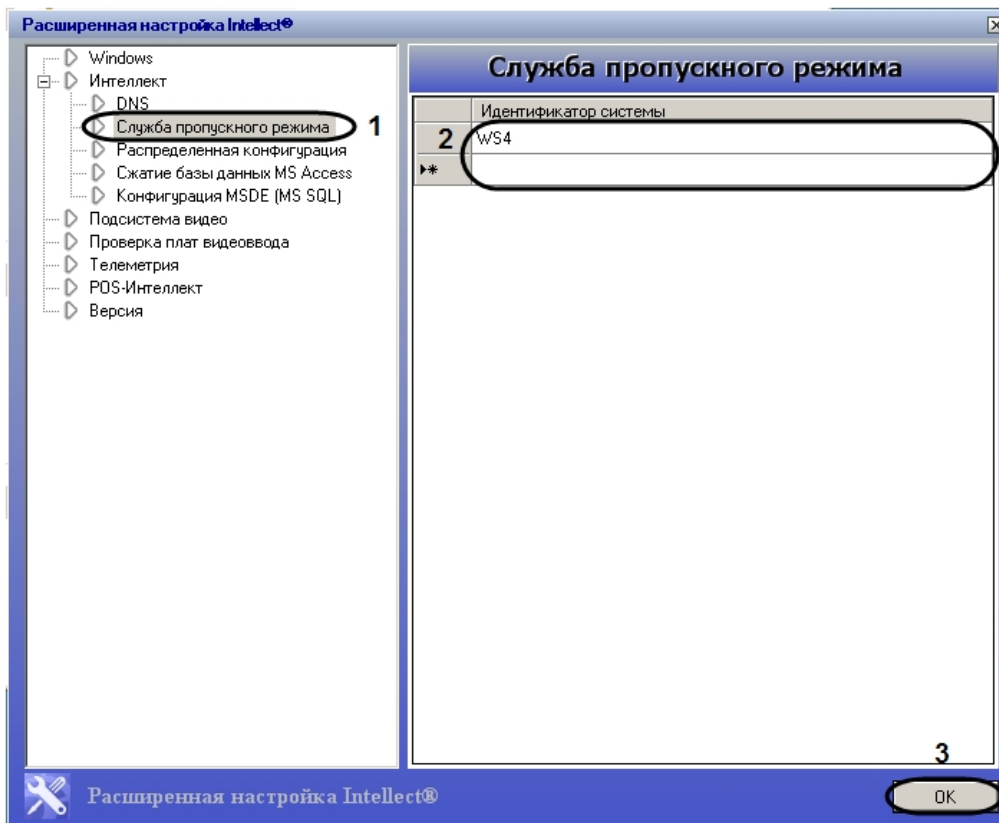 Расширенная настройка Intellect®
Windows
Интеллект
DNS
Служба пропускного режима 1
Распределенная конфигурация
Сжатие базы данных MS Access
Конфигурация MSDE (MS SQL)
Подсистема видео
Проверка плат видеоввода
Телеметрия
POS-Интеллект
Версия
Служба пропускного режима
Идентификатор системы
2 WS4
3
Расширенная настройка Intellect®
OK